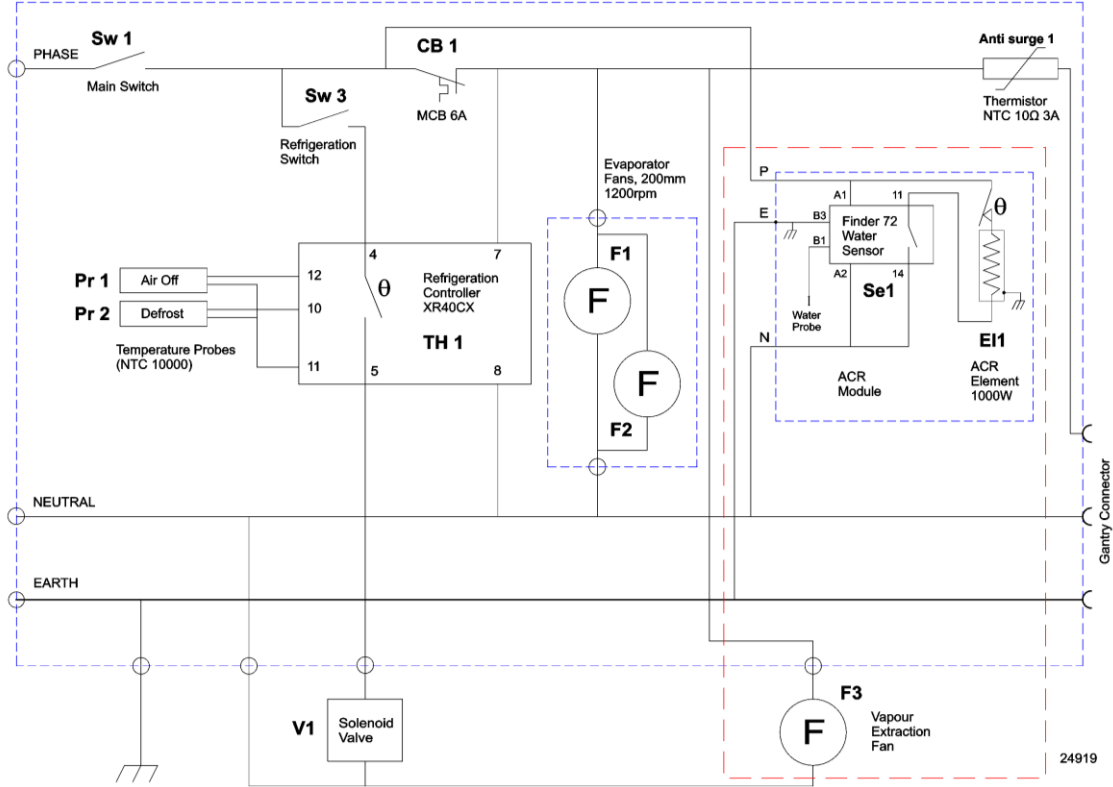 Sw 1
PHASE
Main Switch
CB 1
MCB 6A
Anti surge 1
Thermistor
NTC 10Ω 3A
Sw 3
Refrigeration
Switch
Evaporator
Fans, 200mm
1200rpm
P
E
N
A1
11
B3
B1
A2
14
Finder 72
Water
Sensor
Se1
Water
Probe
θ
El1
ACR
Element
1000W
ACR
Module
4
7
12
10
11
5
8
θ
Refrigeration
Controller
XR40CX
TH 1
Pr 1
Air Off
Pr 2
Defrost
Temperature Probes
(NTC 10000)
F1
F
F
F2
Gantry Connector
NEUTRAL
EARTH
V1
Solenoid
Valve
F3
F
Vapour
Extraction
Fan
24919